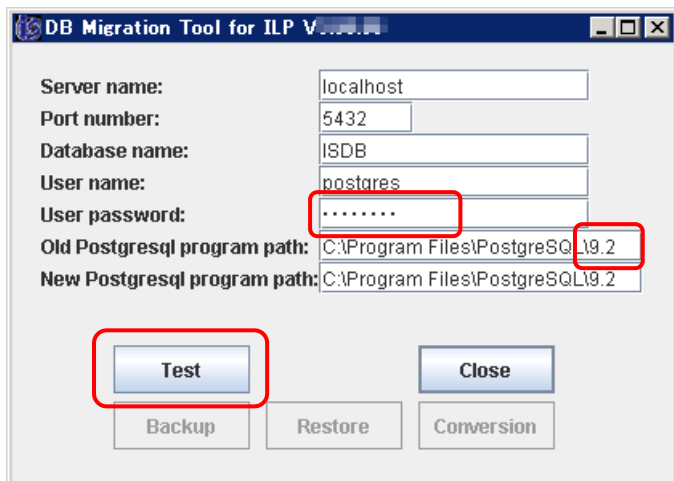 DB Migration Tool for ILP
Server name: localhost
Port number: 5432
Database name: ISDB
User name: postgres
User password: ········
Old Postgresql program path: C:\Program Files\PostgreSQL\9.2
New Postgresql program path: C:\Program Files\PostgreSQL\9.2
Test Close
Backup Restore Conversion